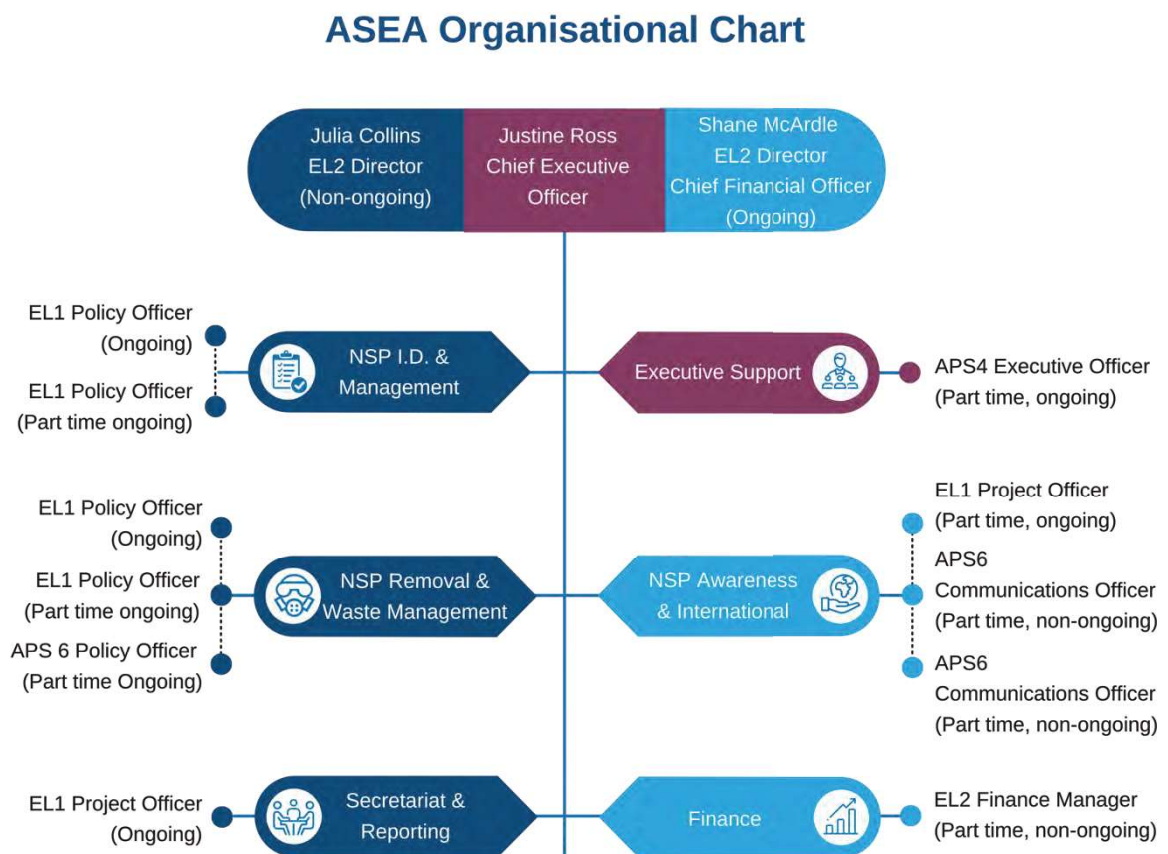 ASEA Organisational Chart
Julia Collins
EL2 Director
(Non-ongoing)
Justine Ross
Chief Executive
Officer
Shane McArdle
EL2 Director
Chief Financial Officer
(Ongoing)
EL1 Policy Officer
(Ongoing)
EL1 Policy Officer
(Part time ongoing)
NSP I.D. &
Management
Executive Support
APS4 Executive Officer
(Part time, ongoing)
EL1 Policy Officer
(Ongoing)
EL1 Policy Officer
(Part time ongoing)
APS 6 Policy Officer
(Part time Ongoing)
NSP Removal &
Waste Management
NSP Awareness
& International
EL1 Project Officer
(Part time, ongoing)
APS6
Communications Officer
(Part time, non-ongoing)
APS6
Communications Officer
(Part time, non-ongoing)
EL1 Project Officer
(Ongoing)
Secretariat &
Reporting
Finance
EL2 Finance Manager
(Part time, non-ongoing)